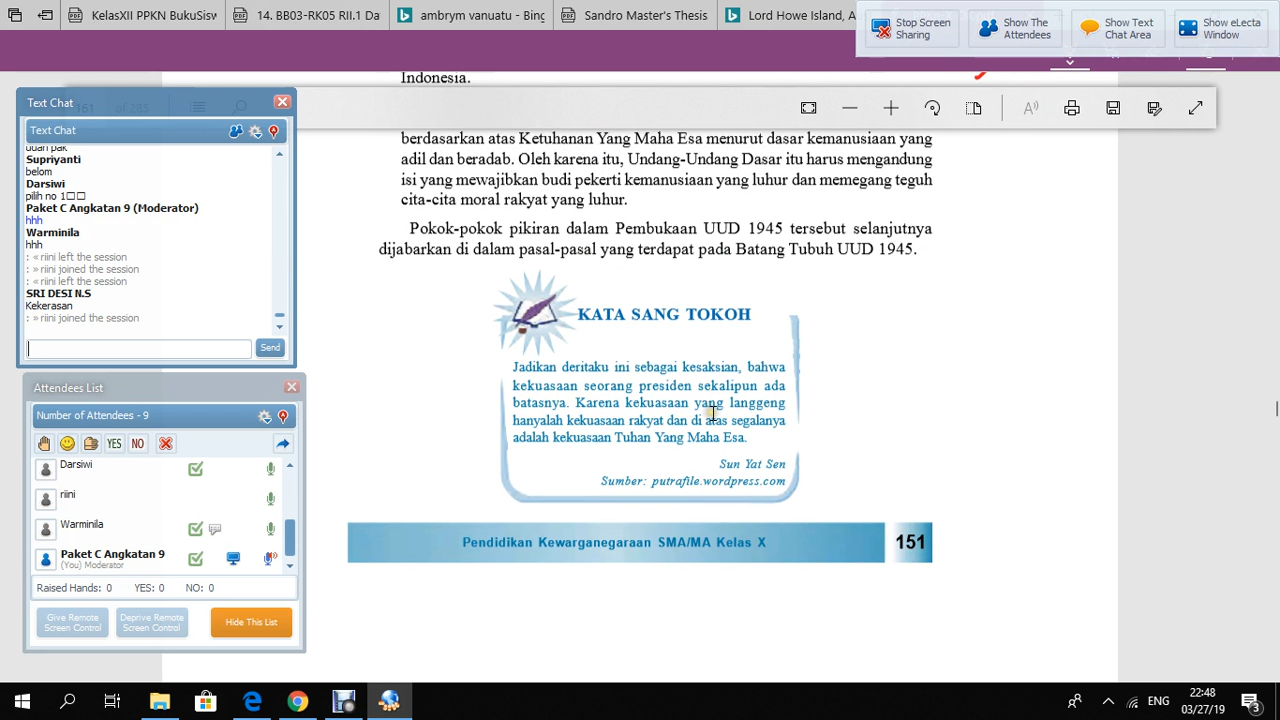 KelasXII PPKN BukuSisw
14. BB03-RK05 RII.1 Da
ambrym vanuatu - Bing
Sandro Master's Thesis
Lord Howe Island, A
Stop Screen
Sharing
Show The
Attendees
Show Text
Chat Area
Show eLecta
Window
Indonesia.
berdasarkan atas Ketuhanan Yang Maha Esa menurut dasar kemanusiaan yang
adil dan beradab. Oleh karena itu, Undang-Undang Dasar itu harus mengandung
isi yang mewajibkan budi pekerti kemanusiaan yang luhur dan memegang teguh
cita-cita moral rakyat yang luhur.
Pokok-pokok pikiran dalam Pembukaan UUD 1945 tersebut selanjutnya
dijabarkan di dalam pasal-pasal yang terdapat pada Batang Tubuh UUD 1945.
KATA SANG TOKOH
Jadikan deritaku ini sebagai kesaksian, bahwa
kekuasaan seorang presiden sekalipun ada
batasnya. Karena kekuasaan yang langgeng
hanyalah kekuasaan rakyat dan di atas segalanya
adalah kekuasaan Tuhan Yang Maha Esa.
Sun Yat Sen
Sumber: putrafile.wordpress.com
Pendidikan Kewarganegaraan SMA/MA Kelas X
151
Text Chat
Text Chat
Supriyanti
belom
Darsiwi
pilih no 1
Paket C Angkatan 9 (Moderator)
hhh
Warminila
hhh
: « riini left the session
: » riini joined the session
: « riini left the session
SRI DESI N.S
Kekerasan
: » riini joined the session
Send
Attendees List
Number of Attendees - 9
YES
NO
Darsiwi
riini
Warminila
Paket C Angkatan 9
(You) Moderator
Raised Hands: 0 YES: 0 NO: 0
Give Remote
Screen Control
Deprive Remote
Screen Control
Hide This List
ENG
22:48
03/27/19
3